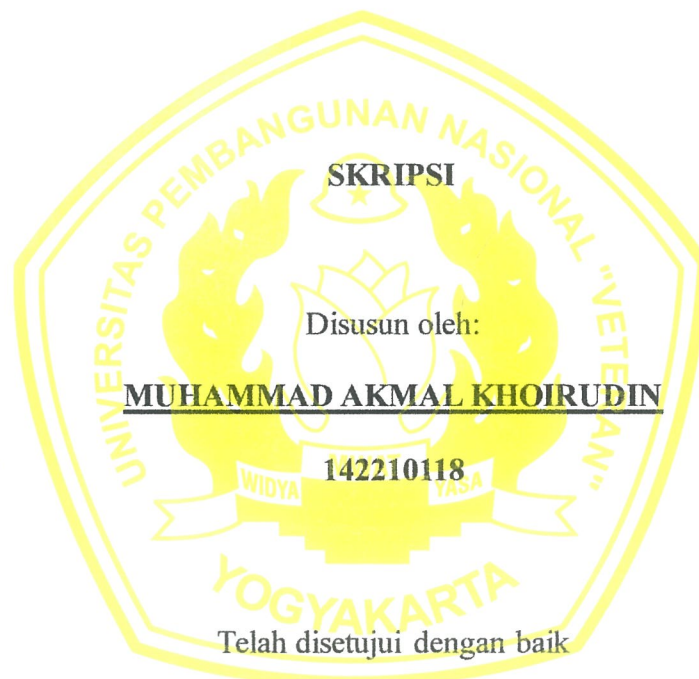 UNIVERSITAS PEMBANGUNAN NASIONAL "VETERAN"
SKRIPSI
Disusun oleh:
MUHAMMAD AKMAL KHOIRUDIN
142210118
WIDYA
YASA
YOGYAKARTA
Telah disetujui dengan baik